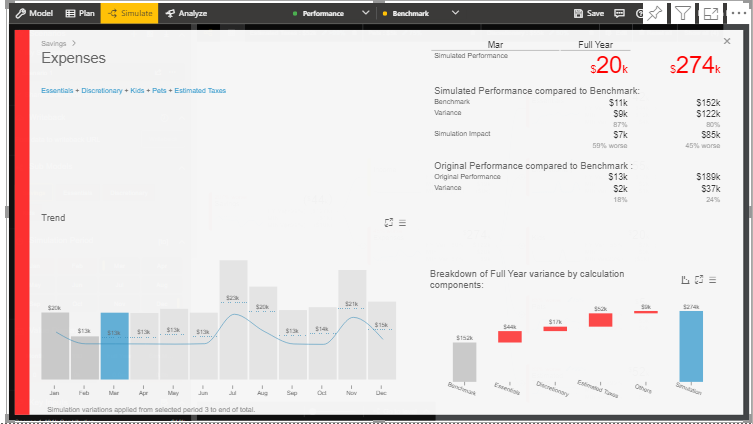 Model Plan Simulate Analyze Performance Benchmark Save
Savings >
Expenses
Essentials + Discretionary + Kids + Pets + Estimated Taxes
Mar Full Year
Simulated Performance $20k $274k
Simulated Performance compared to Benchmark:
Benchmark $11k $152k
Variance $9k $122k
87% 80%
Simulation Impact $7k $85k
59% worse 45% worse
Original Performance compared to Benchmark :
Original Performance $13k $189k
Variance $2k $37k
18% 24%
Trend
$20k $13k $13k $13k $13k $13k $23k $20k $13k $14k $21k $15k
Jan Feb Mar Apr May Jun Jul Aug Sep Oct Nov Dec
Simulation variations applied from selected period 3 to end of total.
Breakdown of Full Year variance by calculation
components:
$152k $44k $17k $52k $9k $274k
Benchmark Essentials Discretionary Estimated Taxes Others Simulation